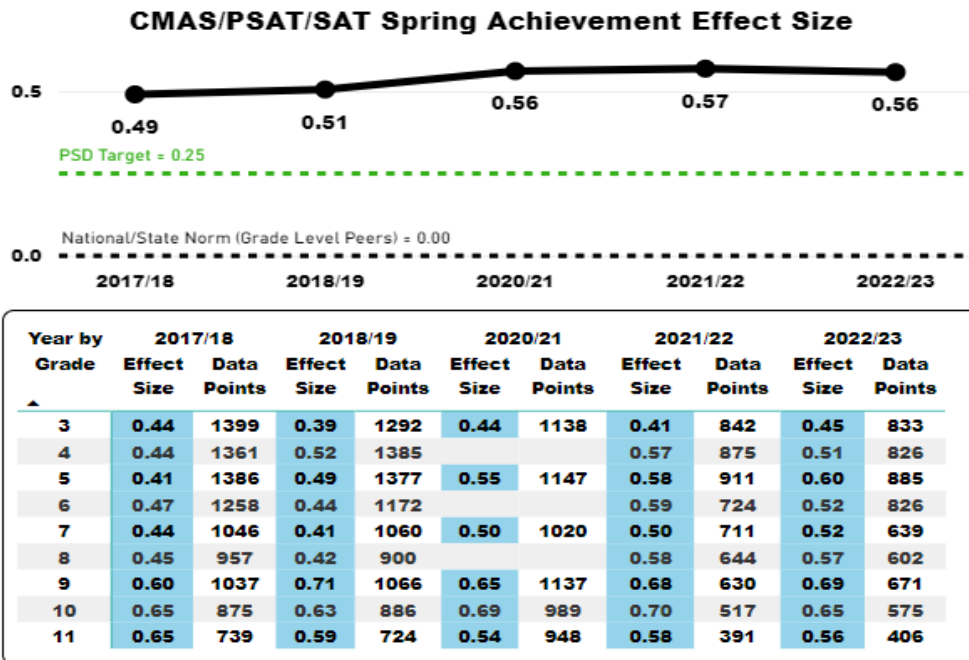 CMAS/PSAT/SAT Spring Achievement Effect Size
0.5
0.49 0.51 0.56 0.57 0.56
PSD Target = 0.25
National/State Norm (Grade Level Peers) = 0.00
0.0
2017/18 2018/19 2020/21 2021/22 2022/23
Year by 2017/18 2018/19 2020/21 2021/22 2022/23
Grade Effect Data Effect Data Effect Data Effect Data Effect Data
Size Points Size Points Size Points Size Points Size Points
3 0.44 1399 0.39 1292 0.44 1138 0.41 842 0.45 833
4 0.44 1361 0.52 1385 0.57 875 0.51 826
5 0.41 1386 0.49 1377 0.55 1147 0.58 911 0.60 885
6 0.47 1258 0.44 1172 0.59 724 0.52 826
7 0.44 1046 0.41 1060 0.50 1020 0.50 711 0.52 639
8 0.45 957 0.42 900 0.58 644 0.57 602
9 0.60 1037 0.71 1066 0.65 1137 0.68 630 0.69 671
10 0.65 875 0.63 886 0.69 989 0.70 517 0.65 575
11 0.65 739 0.59 724 0.54 948 0.58 391 0.56 406